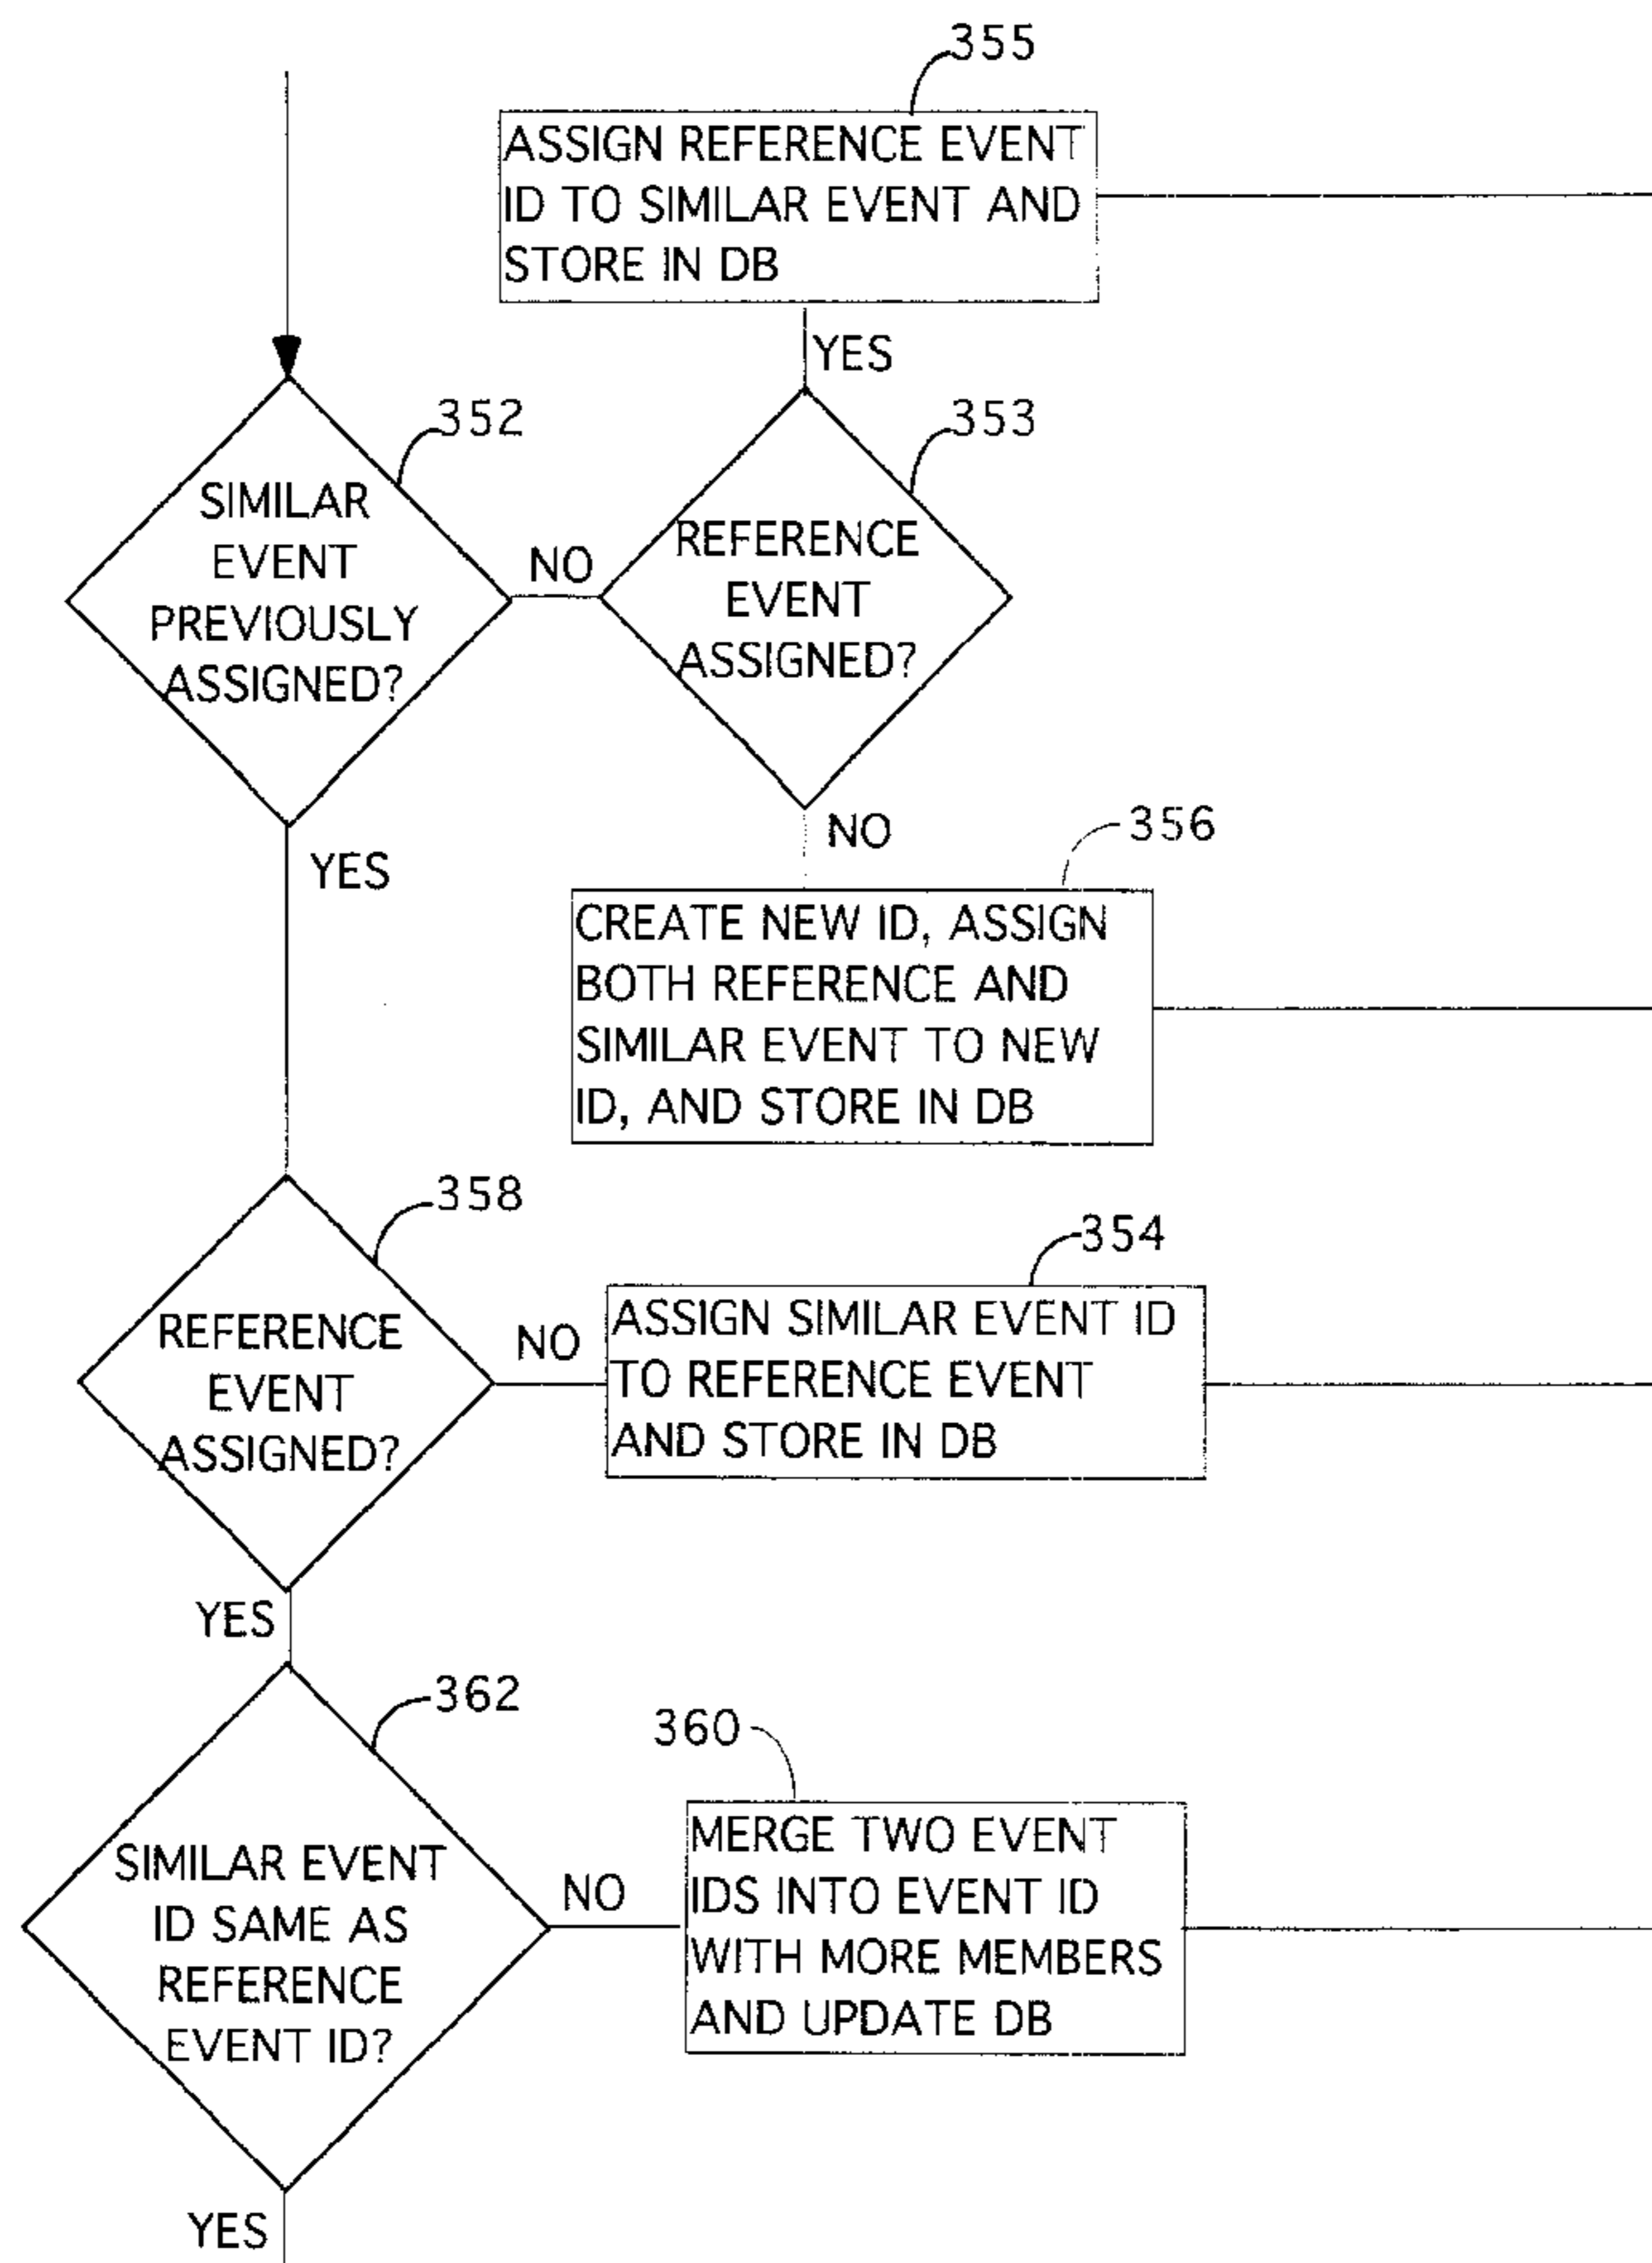 355
ASSIGN REFERENCE EVENT
ID TO SIMILAR EVENT AND
STORE IN DB
YES
352
353
SIMILAR
EVENT
PREVIOUSLY
ASSIGNED?
NO
REFERENCE
EVENT
ASSIGNED?
YES
NO
356
CREATE NEW ID, ASSIGN
BOTH REFERENCE AND
SIMILAR EVENT TO NEW
ID, AND STORE IN DB
358
REFERENCE
EVENT
ASSIGNED?
NO
354
ASSIGN SIMILAR EVENT ID
TO REFERENCE EVENT
AND STORE IN DB
YES
362
SIMILAR EVENT
ID SAME AS
REFERENCE
EVENT ID?
NO
360
MERGE TWO EVENT
IDS INTO EVENT ID
WITH MORE MEMBERS
AND UPDATE DB
YES